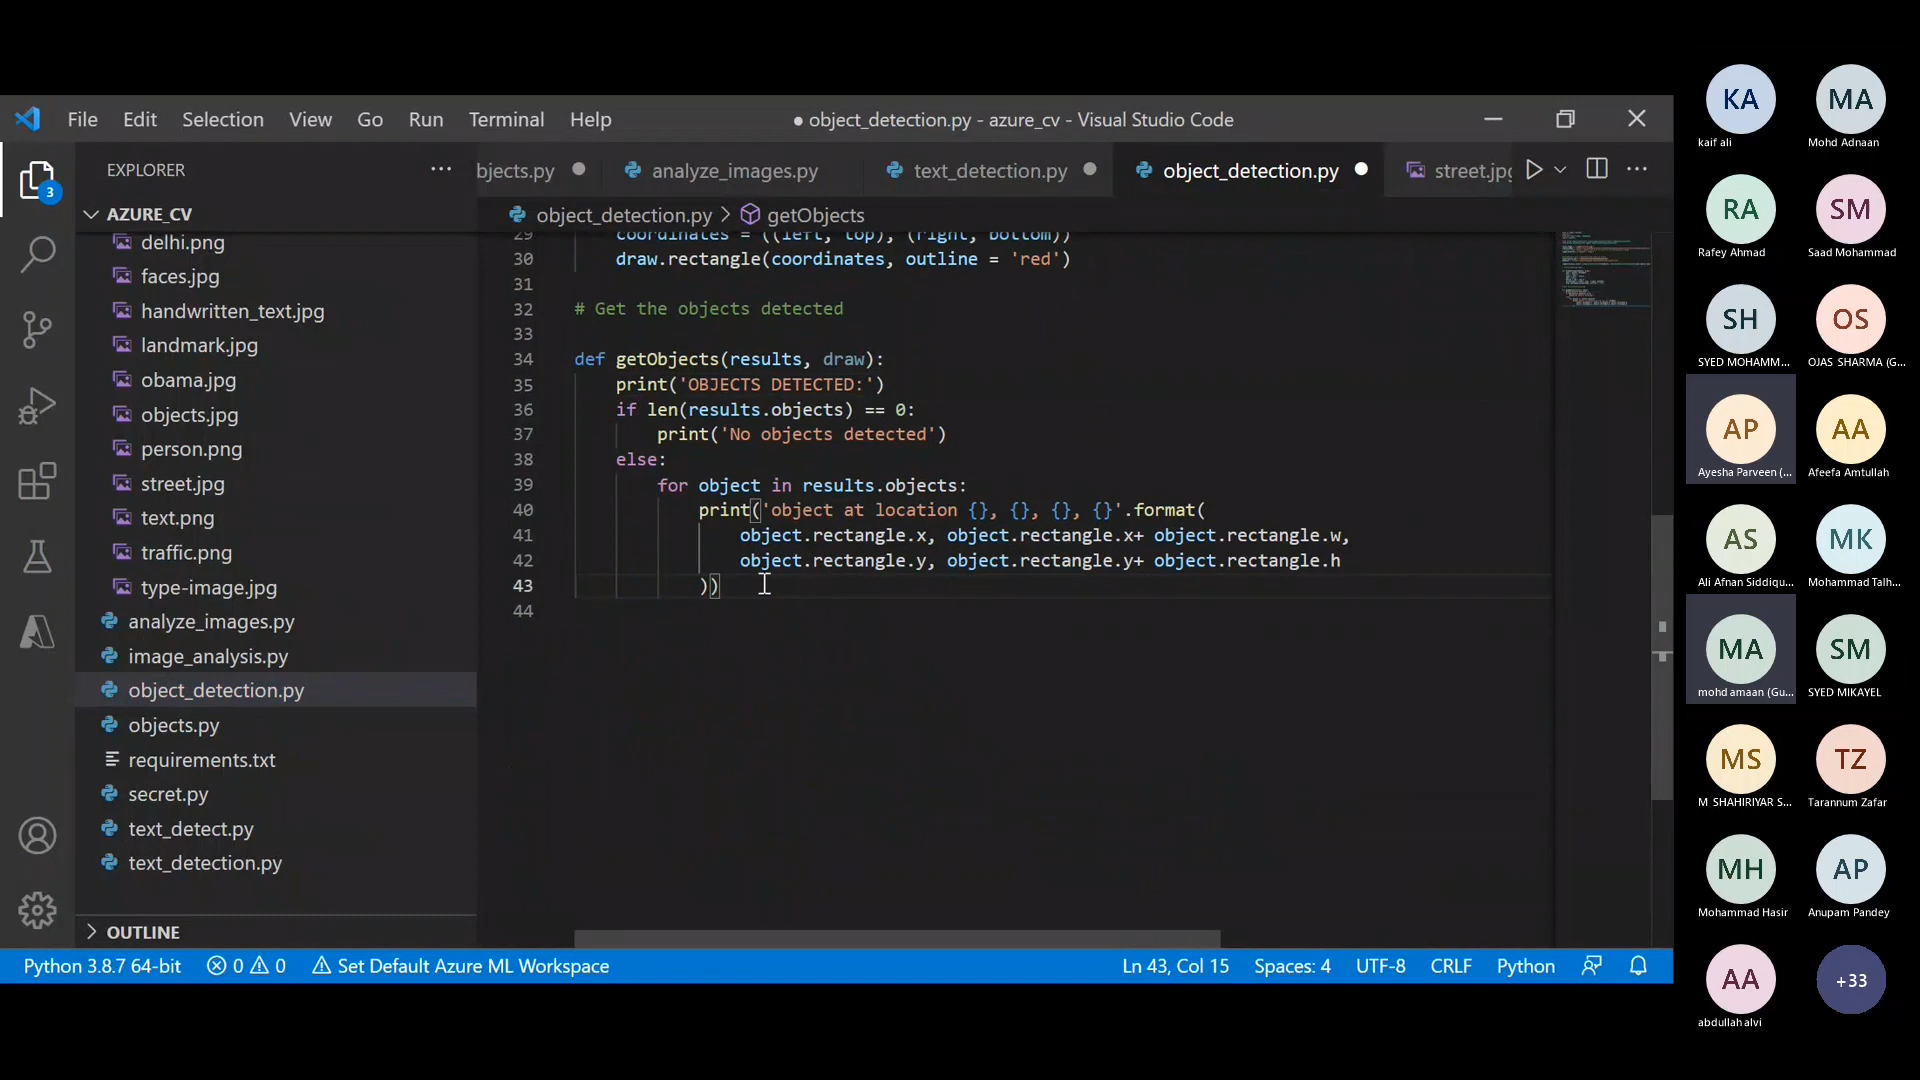 File Edit Selection View Go Run Terminal Help
● object_detection.py - azure_cv - Visual Studio Code
EXPLORER
bjects.py
analyze_images.py
text_detection.py
object_detection.py
street.jpg
AZURE_CV
object_detection.py > getObjects
delhi.png
faces.jpg
handwritten_text.jpg
landmark.jpg
obama.jpg
objects.jpg
person.png
street.jpg
text.png
traffic.png
type-image.jpg
analyze_images.py
image_analysis.py
object_detection.py
objects.py
requirements.txt
secret.py
text_detect.py
text_detection.py
OUTLINE
3
29 coordinates = ((left, top), (right, bottom))
30 draw.rectangle(coordinates, outline = 'red')
31
32 # Get the objects detected
33
34 def getObjects(results, draw):
35 print('OBJECTS DETECTED:')
36 if len(results.objects) == 0:
37 print('No objects detected')
38 else:
39 for object in results.objects:
40 print('object at location {}, {}, {}, {}'.format(
41 object.rectangle.x, object.rectangle.x+ object.rectangle.w,
42 object.rectangle.y, object.rectangle.y+ object.rectangle.h
43 ))
44
Python 3.8.7 64-bit
0 0
Set Default Azure ML Workspace
Ln 43, Col 15
Spaces: 4
UTF-8
CRLF
Python
KA
kaif ali
MA
Mohd Adnaan
RA
Rafey Ahmad
SM
Saad Mohammad
SH
SYED MOHAMM...
OS
OJAS SHARMA (G...
AP
Ayesha Parveen (...
AA
Afeefa Amtullah
AS
Ali Afnan Siddiqu...
MK
Mohammad Talh...
MA
mohd amaan (Gu...
SM
SYED MIKAYEL
MS
M SHAHIRIYAR S...
TZ
Tarannum Zafar
MH
Mohammad Hasir
AP
Anupam Pandey
AA
abdullah alvi
+33